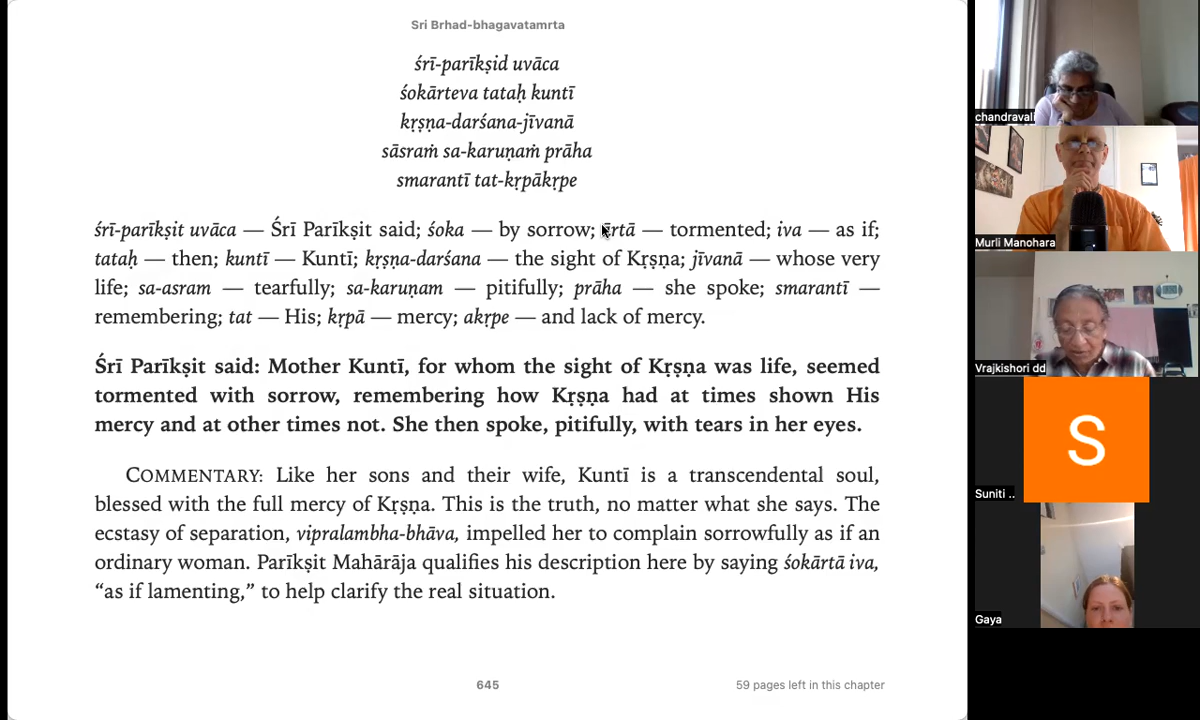 Sri Brhad-bhagavatamrta
śrī-parīkṣid uvāca
śokārteva tataḥ kuntī
kṛṣṇa-darśana-jīvanā
sāsraṁ sa-karuṇaṁ prāha
smarantī tat-kṛpākṛpe
śrī-parīkṣit uvāca — Śrī Parīkṣit said; śoka — by sorrow; ārtā — tormented; iva — as if;
tataḥ — then; kuntī — Kuntī; kṛṣṇa-darśana — the sight of Kṛṣṇa; jīvanā — whose very
life; sa-asram — tearfully; sa-karuṇam — pitifully; prāha — she spoke; smarantī —
remembering; tat — His; kṛpā — mercy; akṛpe — and lack of mercy.
Śrī Parīkṣit said: Mother Kuntī, for whom the sight of Kṛṣṇa was life, seemed
tormented with sorrow, remembering how Kṛṣṇa had at times shown His
mercy and at other times not. She then spoke, pitifully, with tears in her eyes.
COMMENTARY: Like her sons and their wife, Kuntī is a transcendental soul,
blessed with the full mercy of Kṛṣṇa. This is the truth, no matter what she says. The
ecstasy of separation, vipralambha-bhāva, impelled her to complain sorrowfully as if an
ordinary woman. Parīkṣit Mahārāja qualifies his description here by saying śokārtā iva,
“as if lamenting,” to help clarify the real situation.
645
59 pages left in this chapter
chandravali
Murli Manohara
Vrajkishori dd
S
Suniti ..
Gaya